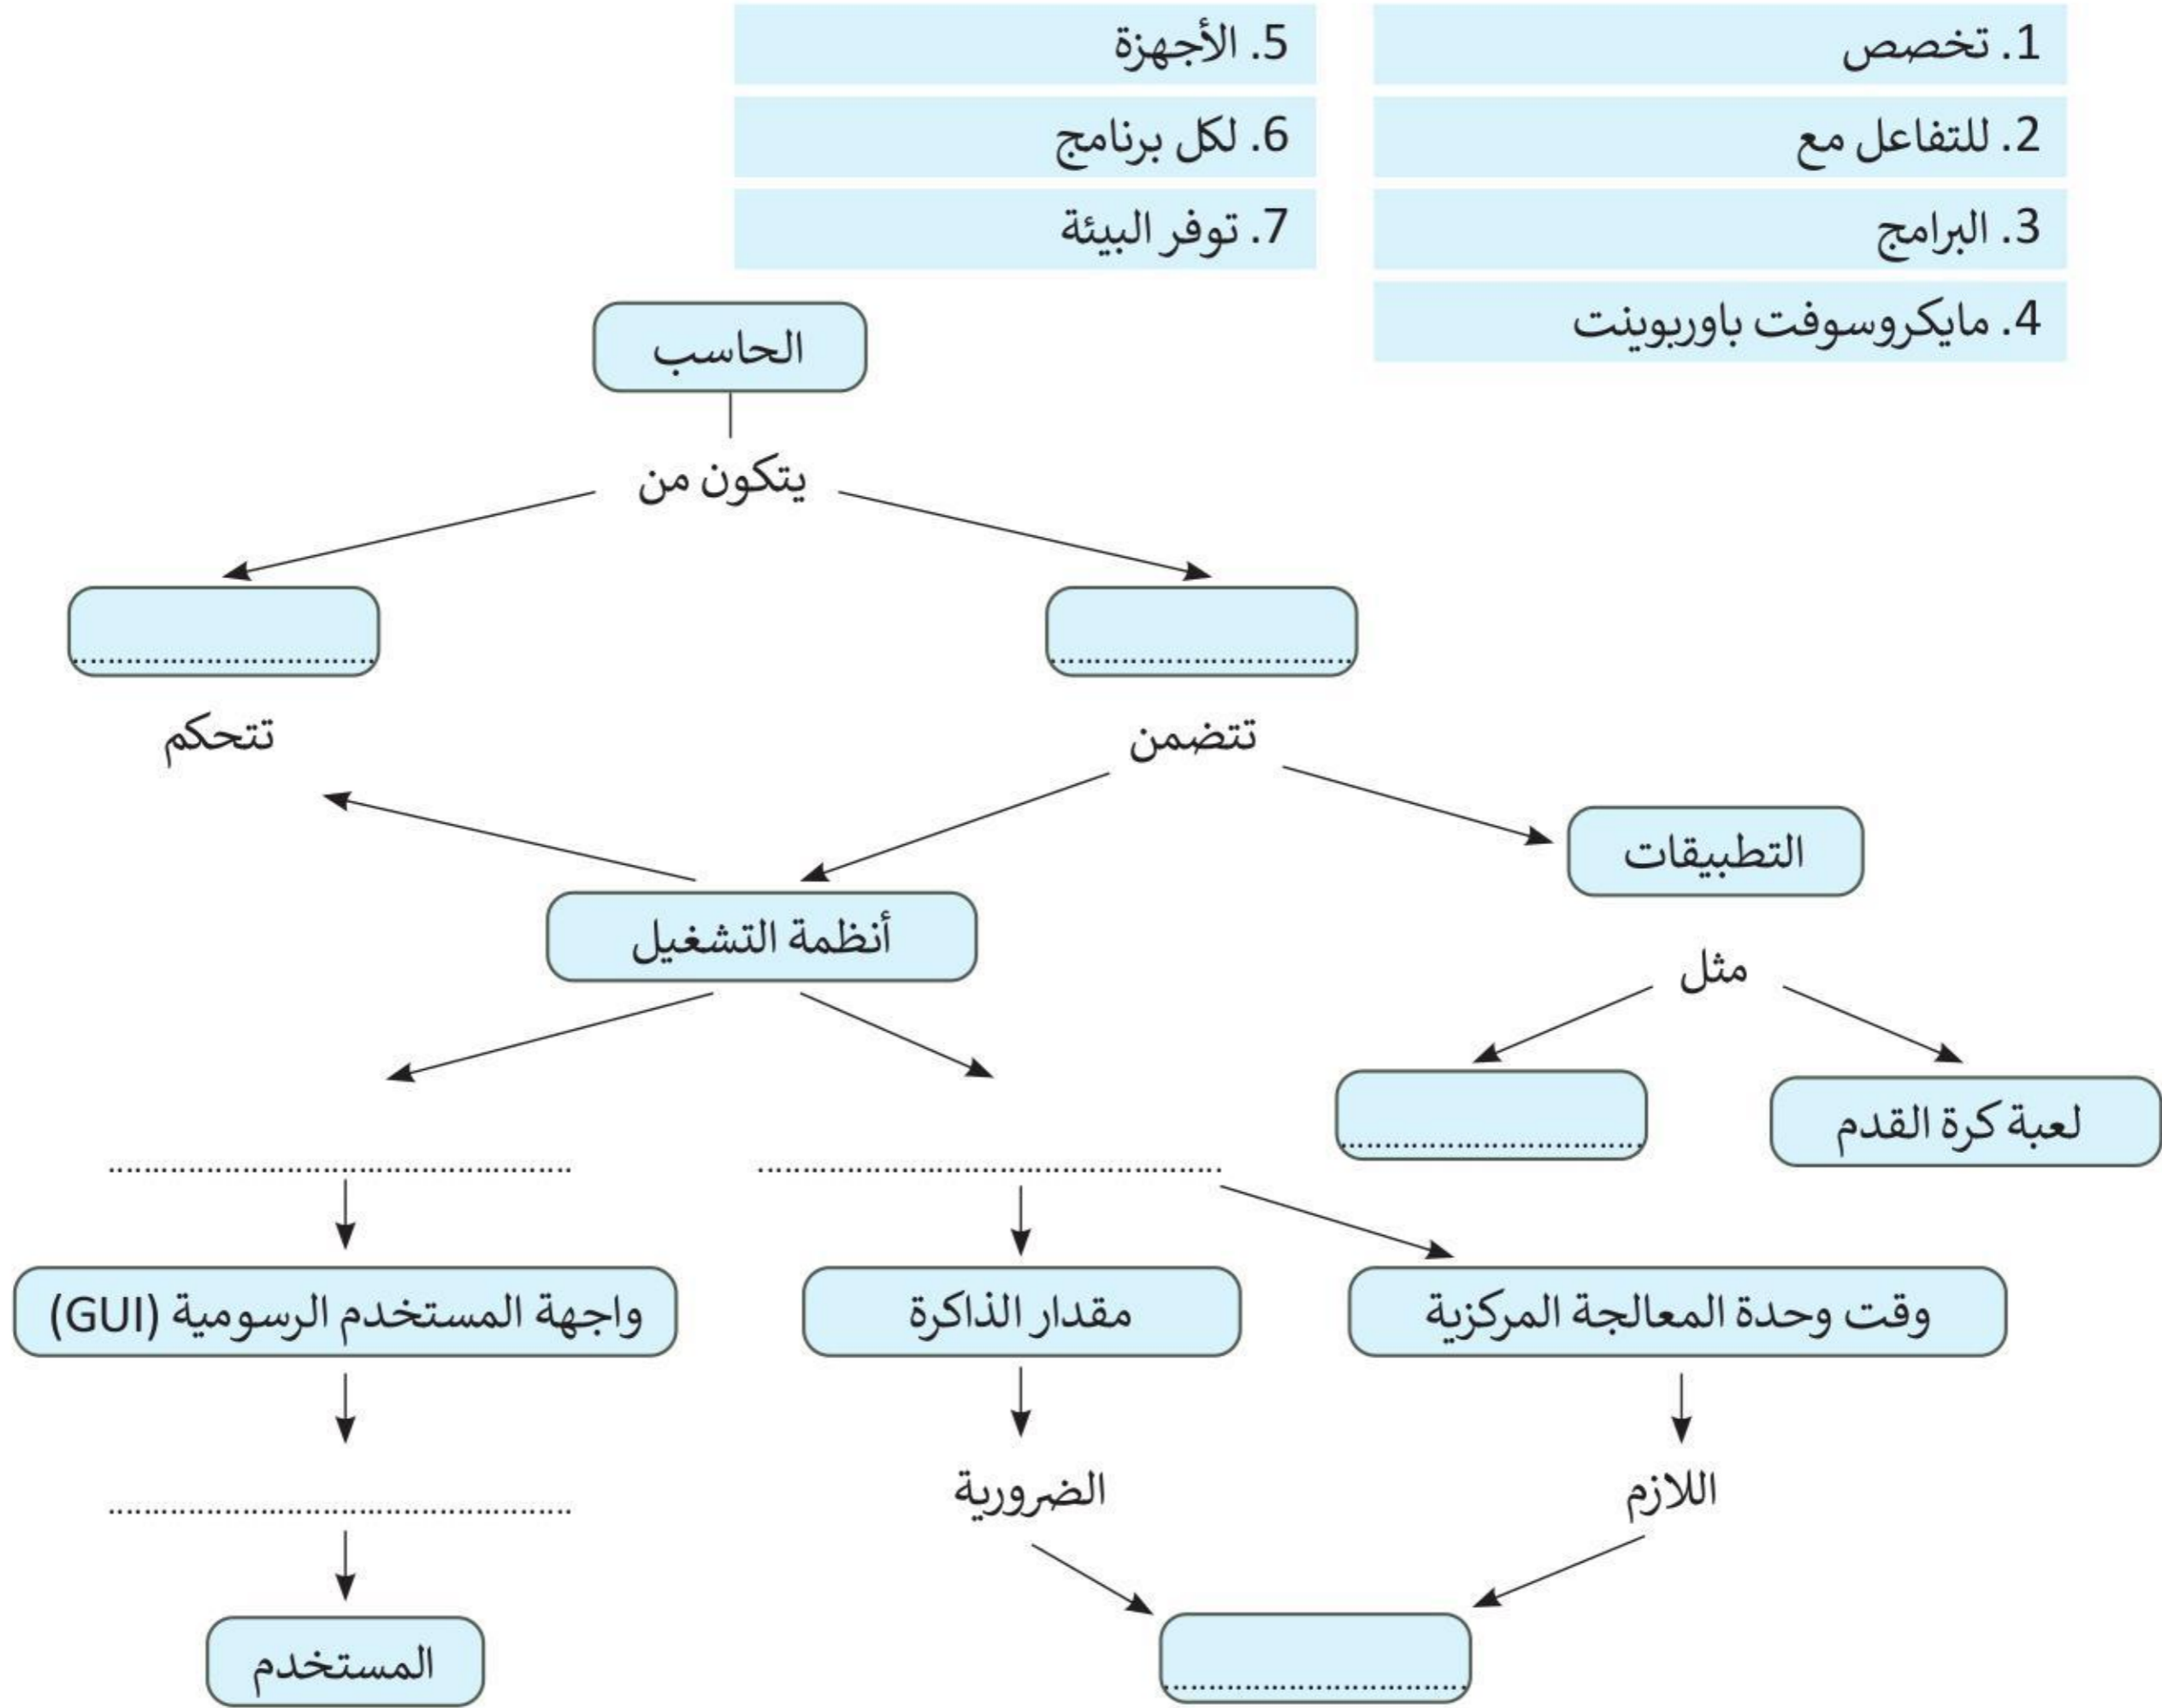 1. تخصص
2. للتفاعل مع
3. البرامج
4. مايكروسوفت باوربوينت
5. الأجهزة
6. لكل برنامج
7. توفر البيئة
الحاسب
يتكون من
تتضمن
تتحكم
التطبيقات
أنظمة التشغيل
مثل
لعبة كرة القدم
وقت وحدة المعالجة المركزية
مقدار الذاكرة
واجهة المستخدم الرسومية (GUI)
اللازم
الضرورية
المستخدم